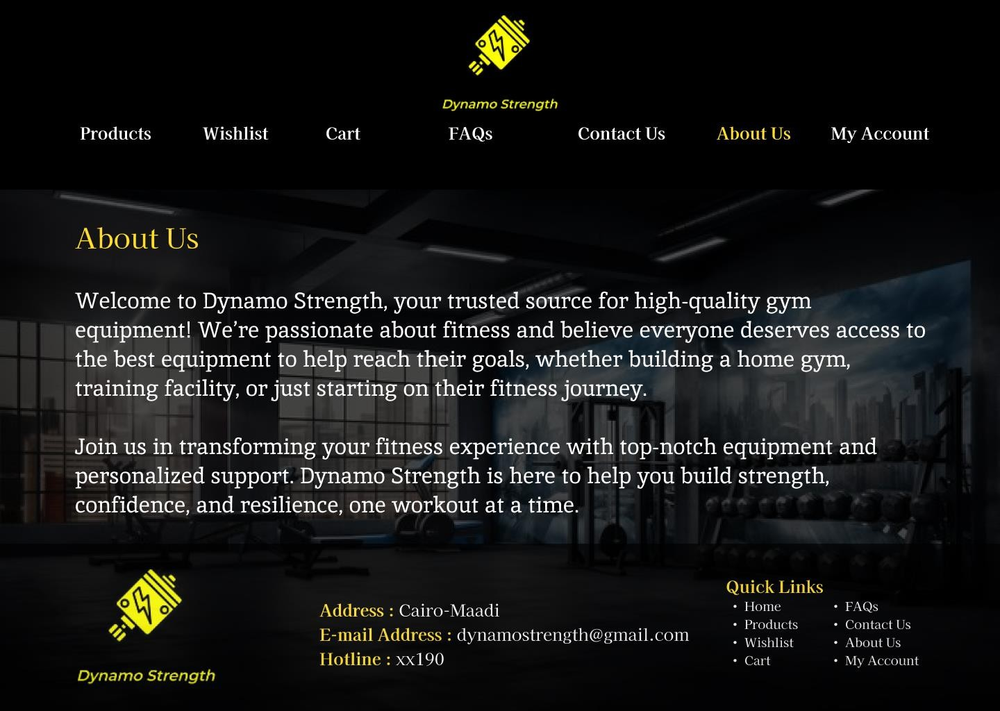 Dynamo Strength
Products Wishlist Cart FAQs Contact Us About Us My Account
About Us
Welcome to Dynamo Strength, your trusted source for high-quality gym
equipment! We’re passionate about fitness and believe everyone deserves access to
the best equipment to help reach their goals, whether building a home gym,
training facility, or just starting on their fitness journey.
Join us in transforming your fitness experience with top-notch equipment and
personalized support. Dynamo Strength is here to help you build strength,
confidence, and resilience, one workout at a time.
Dynamo Strength
Address : Cairo-Maadi
E-mail Address : dynamostrength@gmail.com
Hotline : xx190
Quick Links
• Home
• Products
• Wishlist
• Cart
• FAQs
• Contact Us
• About Us
• My Account